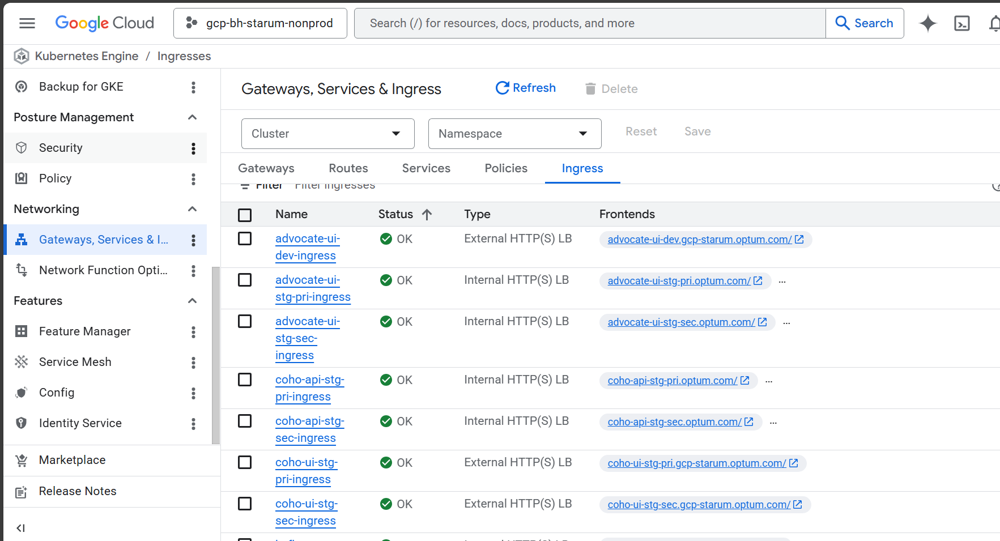 Google Cloud
gcp-bh-starum-nonprod
Search (/) for resources, docs, products, and more
Search
Kubernetes Engine / Ingresses
Backup for GKE
Posture Management
Security
Policy
Networking
Gateways, Services & I...
Network Function Opti...
Features
Feature Manager
Service Mesh
Config
Identity Service
Marketplace
Release Notes
Gateways, Services & Ingress
Refresh
Delete
Cluster
Namespace
Reset
Save
Gateways
Routes
Services
Policies
Ingress
Filter Filter ingresses
Name Status Type Frontends
advocate-ui-
dev-ingress
OK
External HTTP(S) LB
advocate-ui-dev.gcp-starum.optum.com/
advocate-ui-
stg-pri-ingress
OK
Internal HTTP(S) LB
advocate-ui-stg-pri.optum.com/ ...
advocate-ui-
stg-sec-
ingress
OK
Internal HTTP(S) LB
advocate-ui-stg-sec.optum.com/ ...
coho-api-stg-
pri-ingress
OK
Internal HTTP(S) LB
coho-api-stg-pri.optum.com/ ...
coho-api-stg-
sec-ingress
OK
Internal HTTP(S) LB
coho-api-stg-sec.optum.com/ ...
coho-ui-stg-
pri-ingress
OK
External HTTP(S) LB
coho-ui-stg-pri.gcp-starum.optum.com/
coho-ui-stg-
sec-ingress
OK
External HTTP(S) LB
coho-ui-stg-sec.gcp-starum.optum.com/